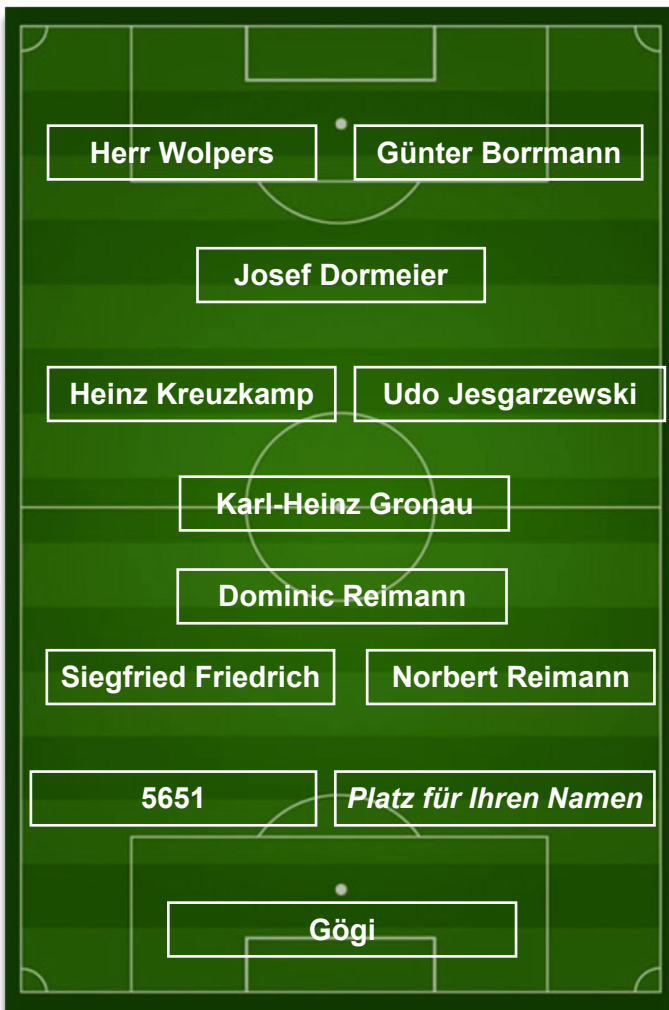 Herr Wolpers
Günter Borrmann
Josef Dormeier
Heinz Kreuzkamp
Udo Jesgarzewski
Karl-Heinz Gronau
Dominic Reimann
Siegfried Friedrich
Norbert Reimann
5651
Platz für Ihren Namen
Gögi